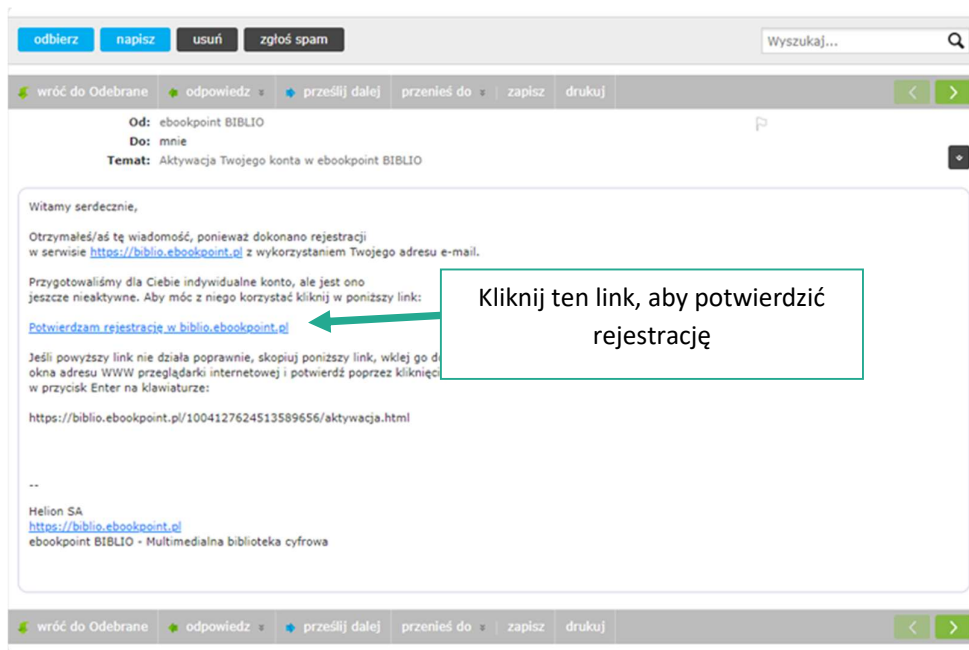 odbierz napisz usuń zgłoś spam Wyszukaj...
wróć do Odebrane odpowiedz prześlij dalej przenieś do zapisz drukuj
Od: ebookpoint BIBLIO
Do: mnie
Temat: Aktywacja Twojego konta w ebookpoint BIBLIO
Witamy serdecznie,
Otrzymałeś/aś tę wiadomość, ponieważ dokonano rejestracji
w serwisie https://biblio.ebookpoint.pl z wykorzystaniem Twojego adresu e-mail.
Przygotowaliśmy dla Ciebie indywidualne konto, ale jest ono
jeszcze nieaktywne. Aby móc z niego korzystać kliknij w poniższy link:
Kliknij ten link, aby potwierdzić
rejestrację
Potwierdzam rejestrację w biblio.ebookpoint.pl
Jeśli powyższy link nie działa poprawnie, skopiuj poniższy link, wklej go
okna adresu WWW przeglądarki internetowej i potwierdź poprzez
w przycisk Enter na klawiaturze:
https://biblio.ebookpoint.pl/1004127624513589656/aktywacja.html
--
Helion SA
https://biblio.ebookpoint.pl
ebookpoint BIBLIO - Multimedialna biblioteka cyfrowa
wróć do Odebrane odpowiedz prześlij dalej przenieś do zapisz drukuj